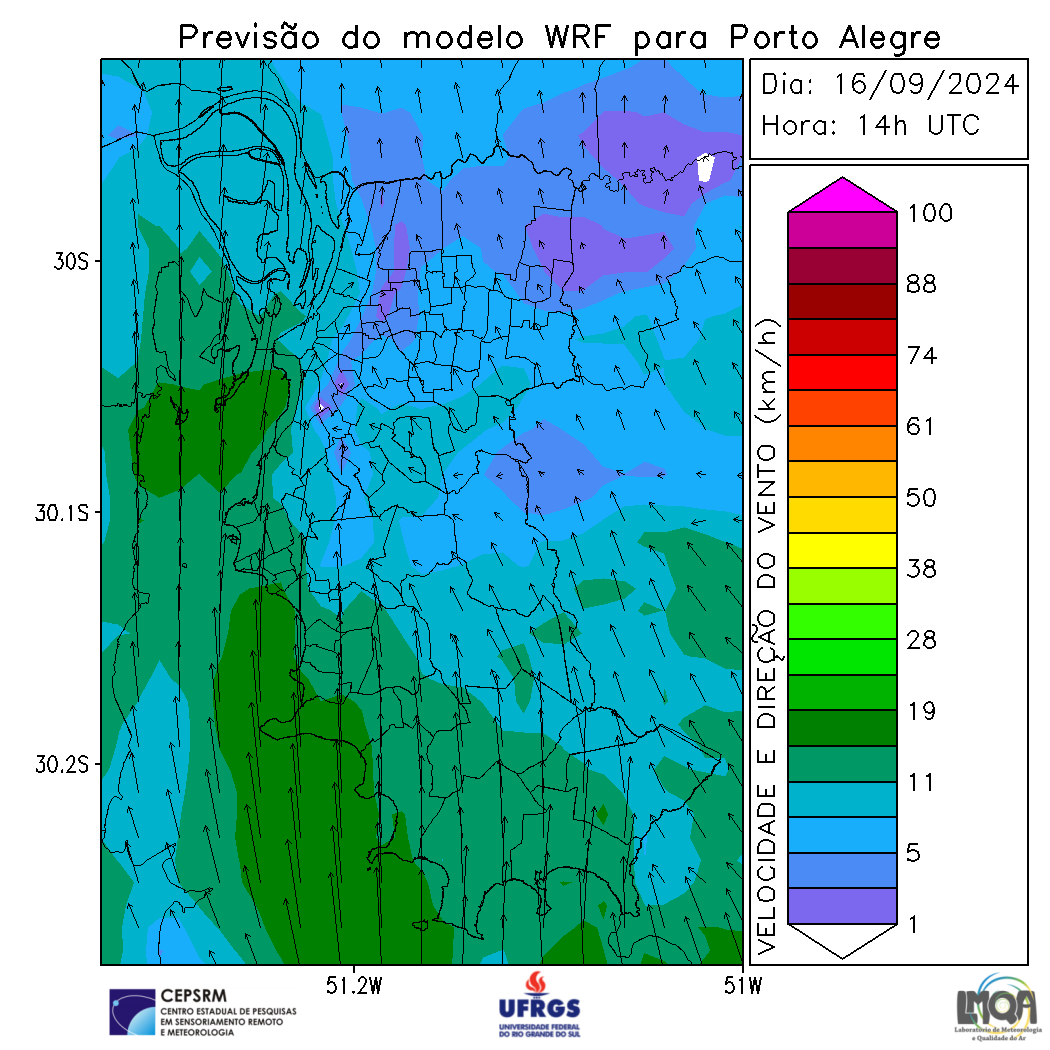 Previsão do modelo WRF para Porto Alegre
Dia: 16/09/2024
Hora: 14h UTC
30S
30.1S
30.2S
51.2W
51W
VELOCIDADE E DIREÇÃO DO VENTO (km/h)
100
88
74
61
50
38
28
19
11
5
1
CEPSRM
CENTRO ESTADUAL DE PESQUISAS
EM SENSORIAMENTO REMOTO
E METEOROLOGIA
UFRGS
UNIVERSIDADE FEDERAL
DO RIO GRANDE DO SUL
LMQA
Laboratório de Meteorologia
e Qualidade do Ar